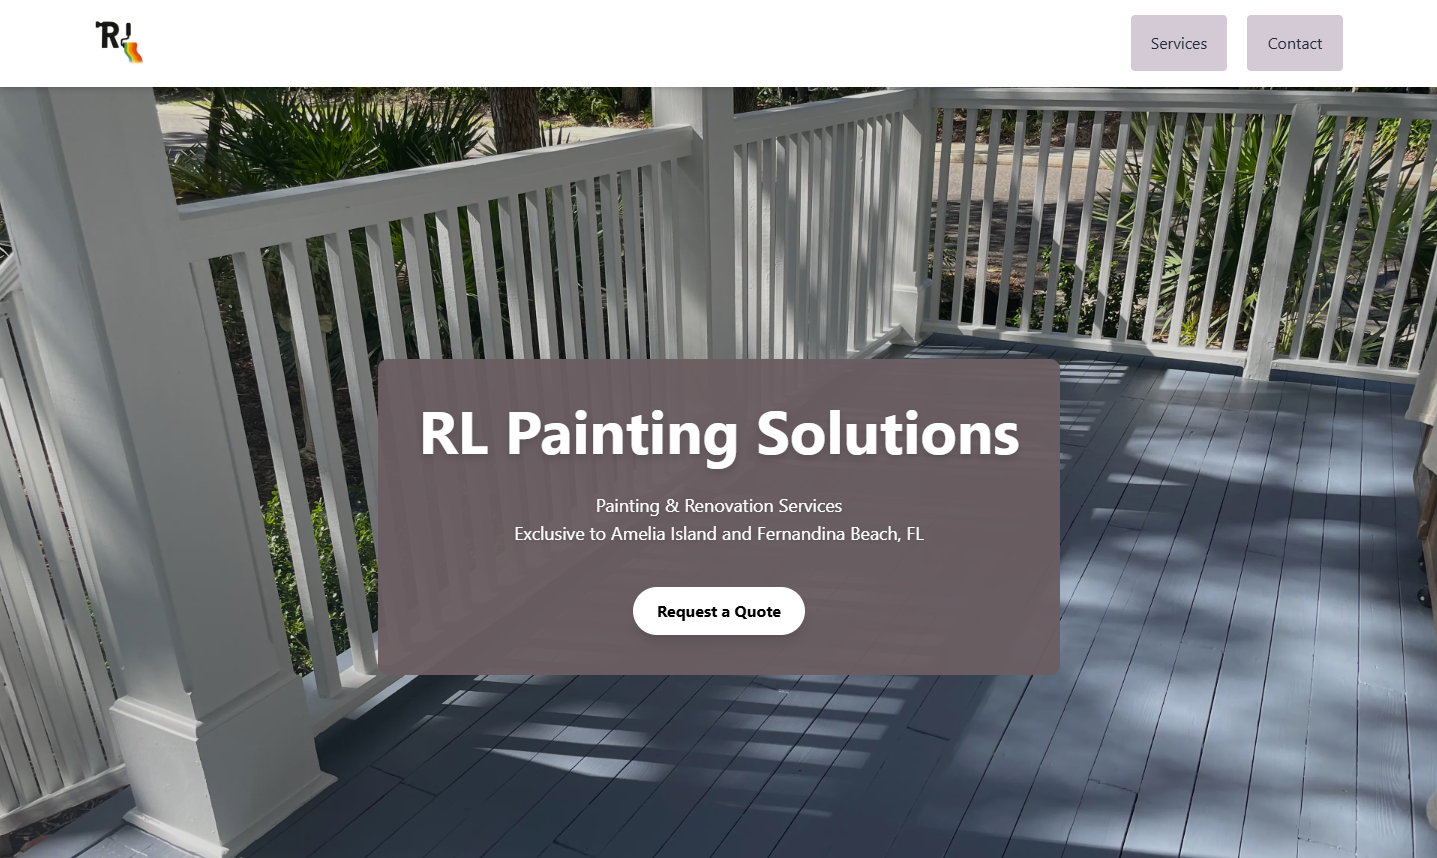 RL
Services
Contact
RL Painting Solutions
Painting & Renovation Services
Exclusive to Amelia Island and Fernandina Beach, FL
Request a Quote